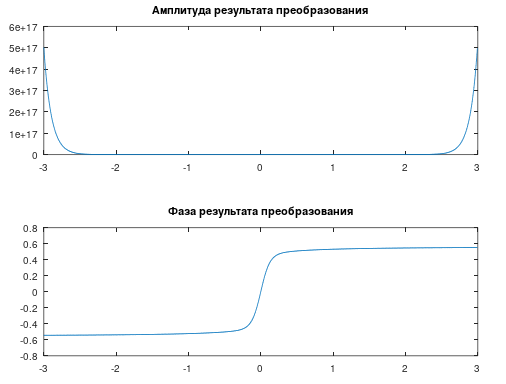 Амплитуда результата преобразования
6e+17
5e+17
4e+17
3e+17
2e+17
1e+17
0
-3 -2 -1 0 1 2 3
Фаза результата преобразования
0.8
0.6
0.4
0.2
0
-0.2
-0.4
-0.6
-0.8
-3 -2 -1 0 1 2 3